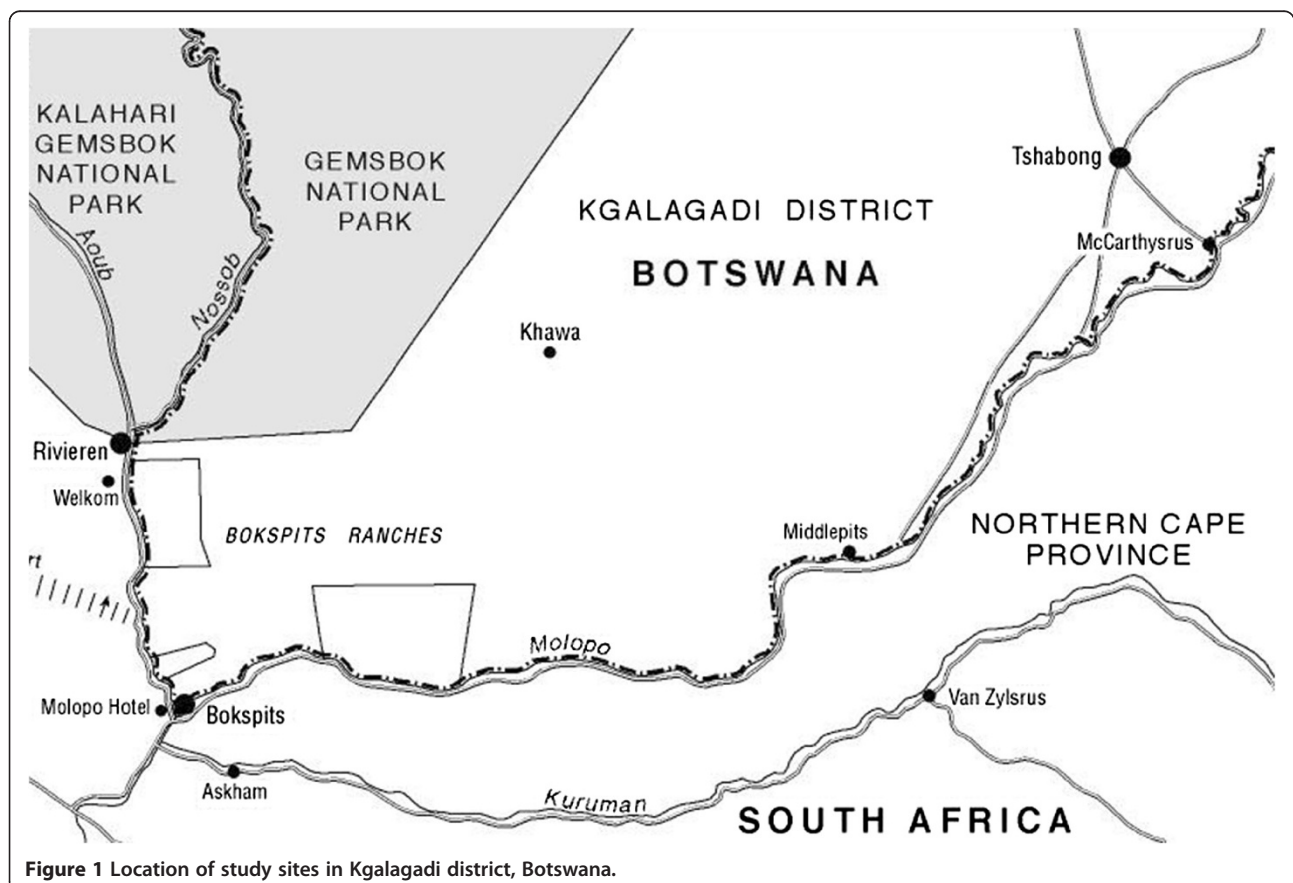 KALAHARI
GEMSBOK
NATIONAL
PARK
GEMSBOK
NATIONAL
PARK
Aoub
Nossob
KGALAGADI DISTRICT
BOTSWANA
Tshabong
McCarthysrus
Khawa
Rivieren
Welkom
BOKSPITS RANCHES
rt
Middlepits
NORTHERN CAPE
PROVINCE
Molopo
Molopo Hotel
Bokspits
Van Zylsrus
Askham
Kuruman
SOUTH AFRICA
Figure 1 Location of study sites in Kgalagadi district, Botswana.